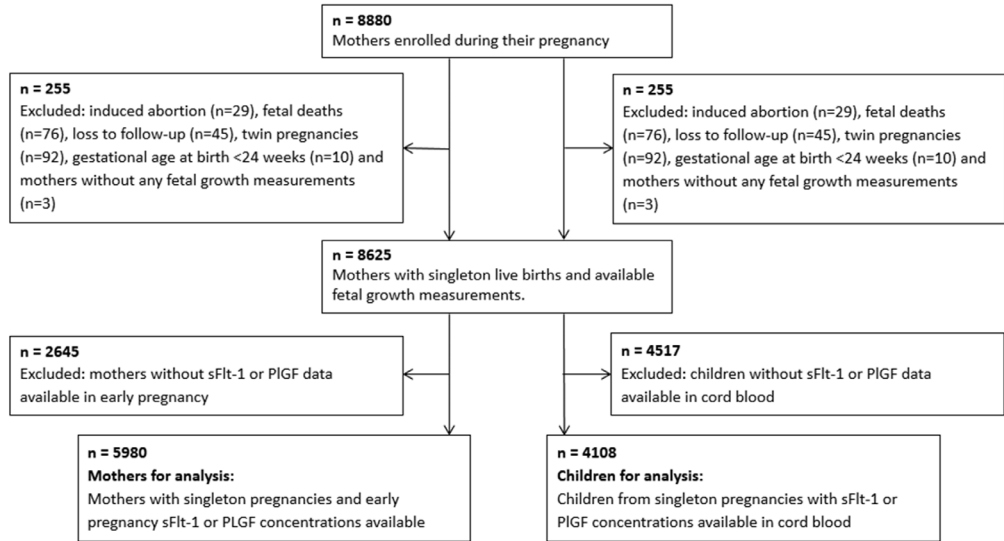 n = 8880
Mothers enrolled during their pregnancy
n = 255
Excluded: induced abortion (n=29), fetal deaths
(n=76), loss to follow-up (n=45), twin pregnancies
(n=92), gestational age at birth <24 weeks (n=10) and
mothers without any fetal growth measurements
(n=3)
n = 255
Excluded: induced abortion (n=29), fetal deaths
(n=76), loss to follow-up (n=45), twin pregnancies
(n=92), gestational age at birth <24 weeks (n=10) and
mothers without any fetal growth measurements
(n=3)
n = 8625
Mothers with singleton live births and available
fetal growth measurements.
n = 2645
Excluded: mothers without sFlt-1 or PlGF data
available in early pregnancy
n = 4517
Excluded: children without sFlt-1 or PlGF data
available in cord blood
n = 5980
Mothers for analysis:
Mothers with singleton pregnancies and early
pregnancy sFlt-1 or PLGF concentrations available
n = 4108
Children for analysis:
Children from singleton pregnancies with sFlt-1 or
PlGF concentrations available in cord blood